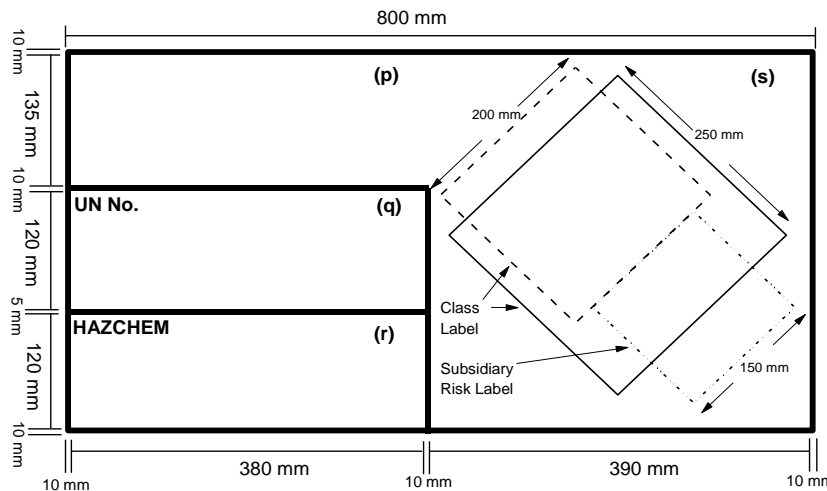 800 mm
10 mm
(p)
(s)
135 mm
200 mm
250 mm
10 mm
UN No.
(q)
120 mm
5 mm
HAZCHEM
(r)
Class
Label
120 mm
Subsidiary
Risk Label
150 mm
10 mm
380 mm
390 mm
10 mm
10 mm
10 mm